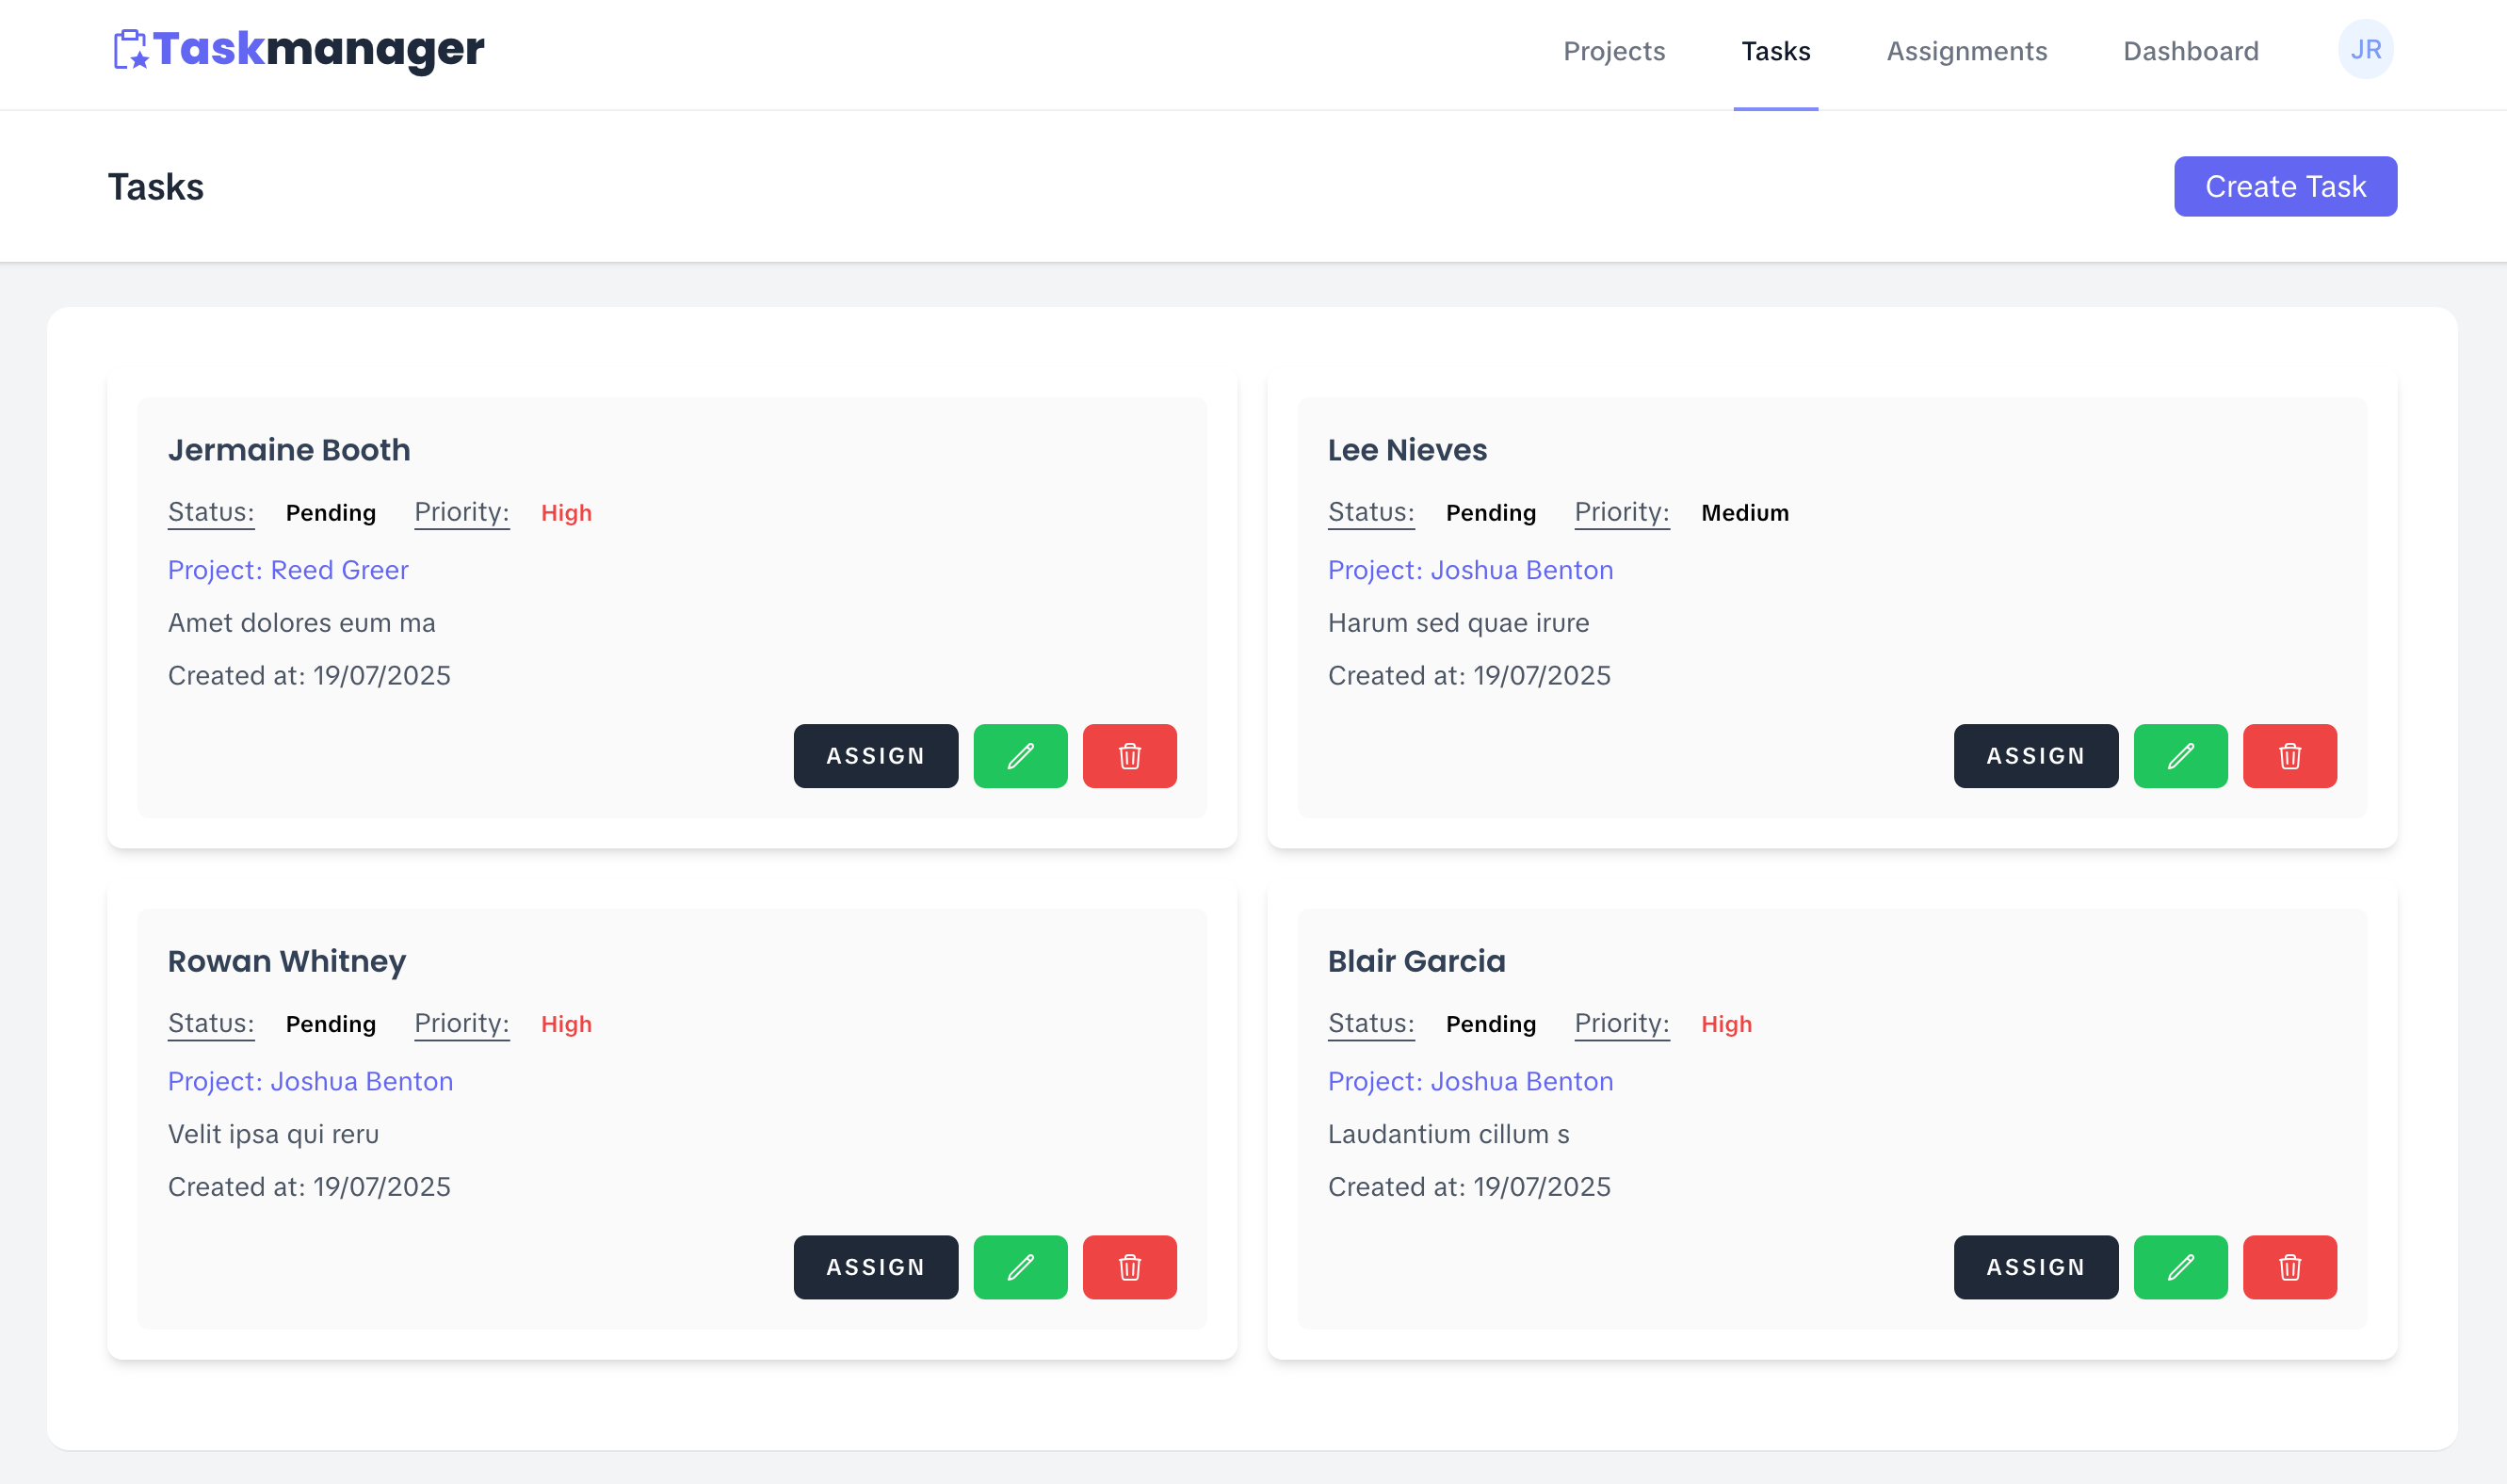 Taskmanager
Projects Tasks Assignments Dashboard JR
Tasks
Create Task
Jermaine Booth
Status: Pending Priority: High
Project: Reed Greer
Amet dolores eum ma
Created at: 19/07/2025
ASSIGN
Lee Nieves
Status: Pending Priority: Medium
Project: Joshua Benton
Harum sed quae irure
Created at: 19/07/2025
ASSIGN
Rowan Whitney
Status: Pending Priority: High
Project: Joshua Benton
Velit ipsa qui reru
Created at: 19/07/2025
ASSIGN
Blair Garcia
Status: Pending Priority: High
Project: Joshua Benton
Laudantium cillum s
Created at: 19/07/2025
ASSIGN